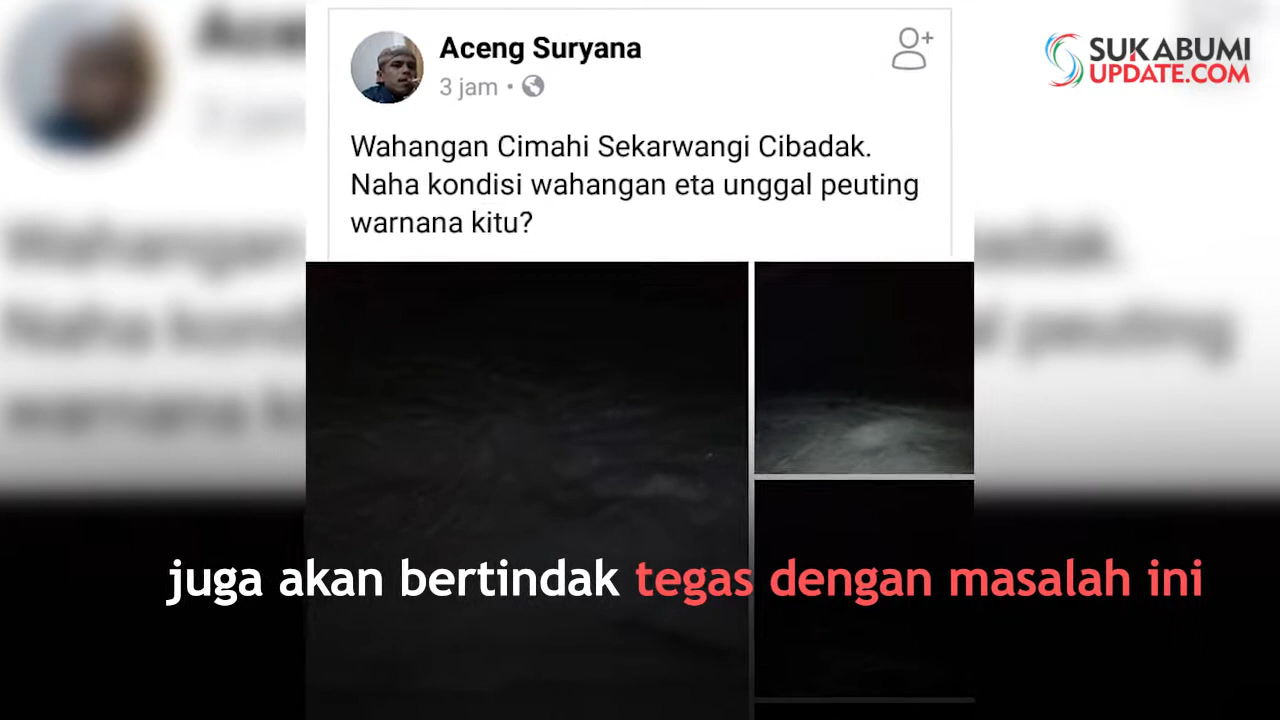 Aceng Suryana
3 jam
SUKABUMI
UPDATE.COM
Wahangan Cimahi Sekarwangi Cibadak.
Naha kondisi wahangan eta unggal peuting
warnana kitu?
juga akan bertindak tegas dengan masalah ini